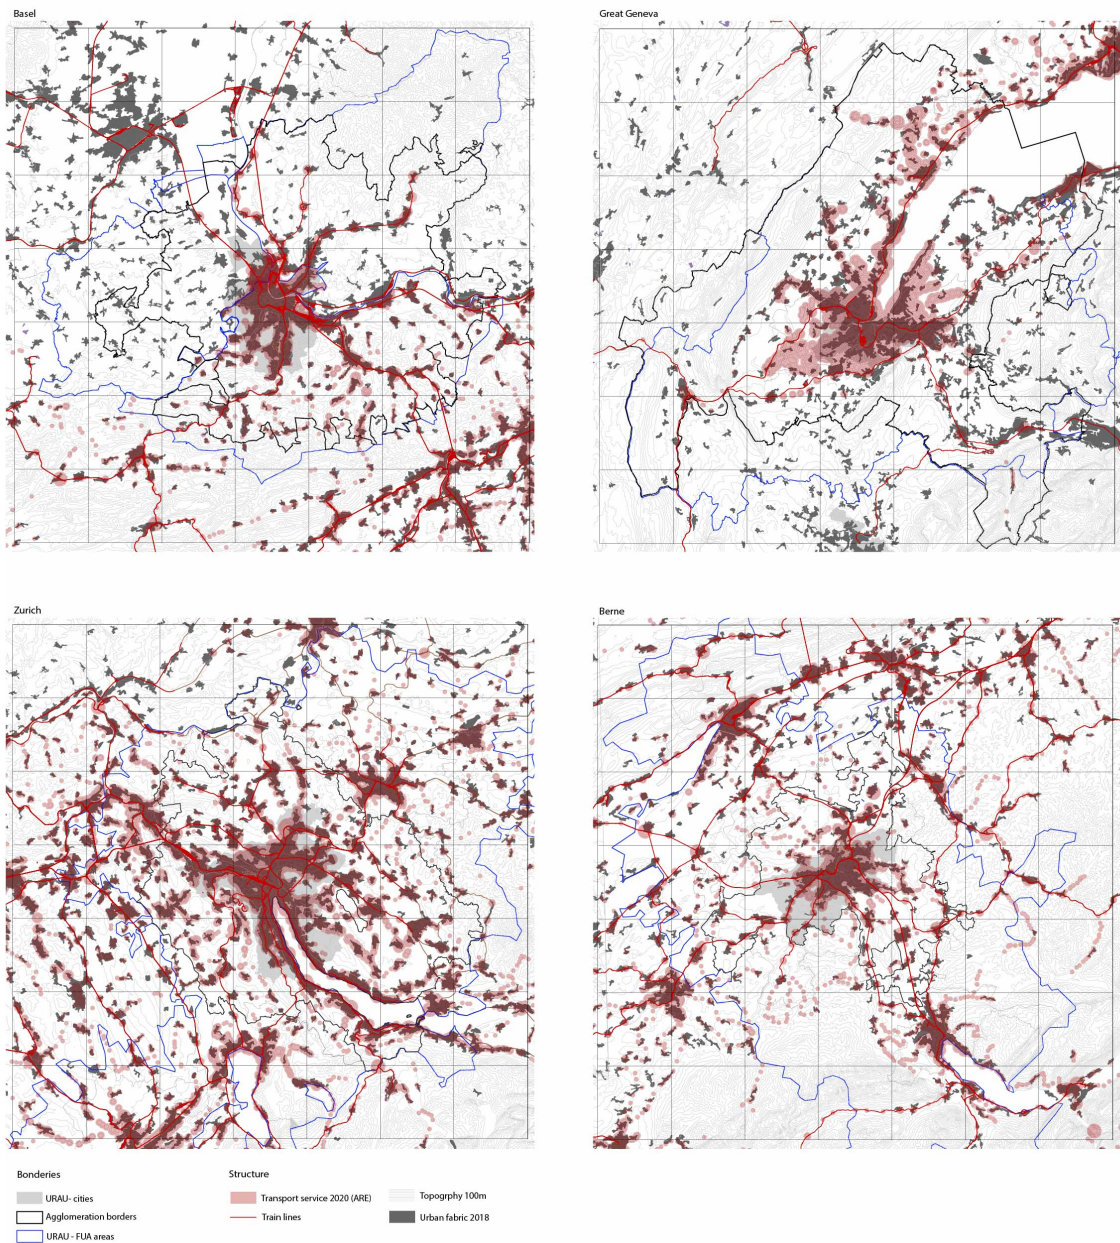 Basel
Great Geneva
Zurich
Berne
Bonderies
Structure
URAU- cities
Transport service 2020 (ARE)
Topogrphy 100m
Agglomeration borders
Train lines
Urban fabric 2018
URAU - FUA areas